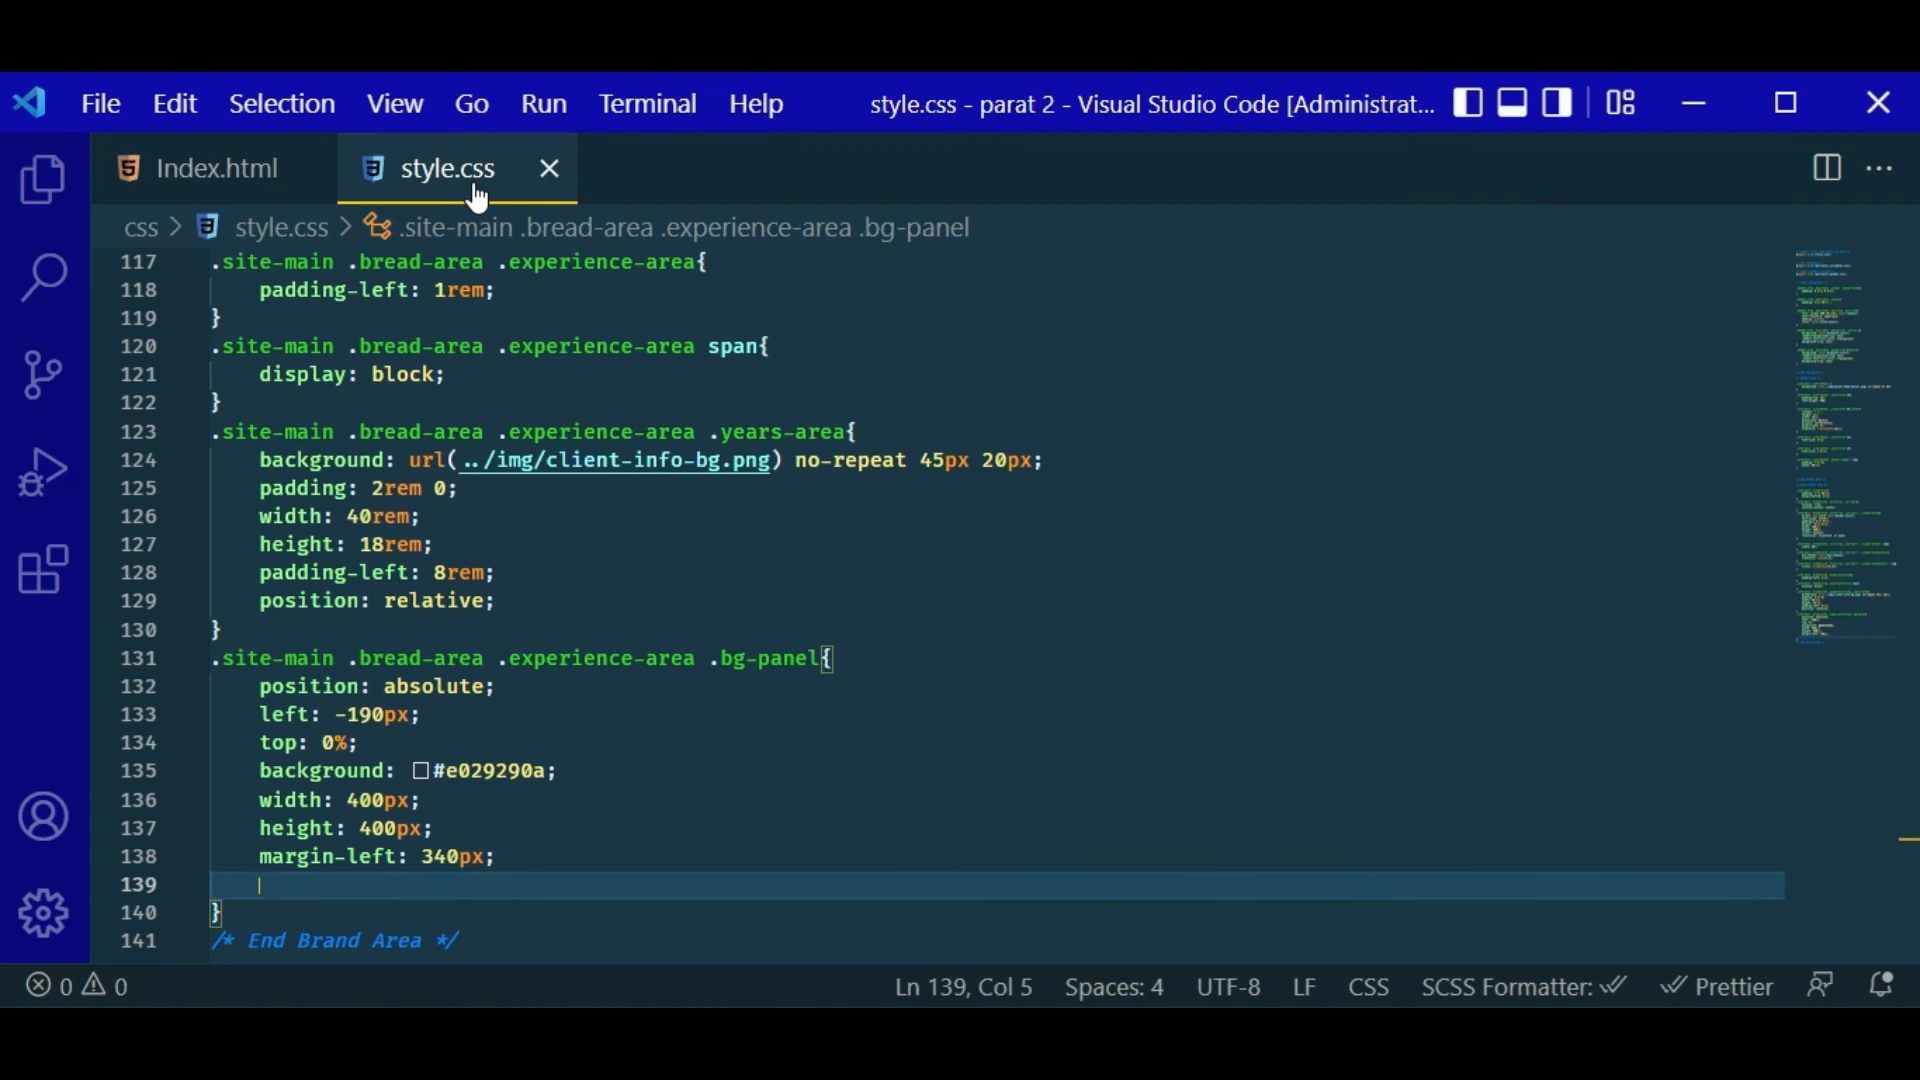 File Edit Selection View Go Run Terminal Help style.css - parat 2 - Visual Studio Code [Administrat...
Index.html style.css
css > style.css > .site-main .bread-area .experience-area .bg-panel
117 .site-main .bread-area .experience-area{
118 padding-left: 1rem;
119 }
120 .site-main .bread-area .experience-area span{
121 display: block;
122 }
123 .site-main .bread-area .experience-area .years-area{
124 background: url(../img/client-info-bg.png) no-repeat 45px 20px;
125 padding: 2rem 0;
126 width: 40rem;
127 height: 18rem;
128 padding-left: 8rem;
129 position: relative;
130 }
131 .site-main .bread-area .experience-area .bg-panel{
132 position: absolute;
133 left: -190px;
134 top: 0%;
135 background: #e029290a;
136 width: 400px;
137 height: 400px;
138 margin-left: 340px;
139
140 }
141 /* End Brand Area */
0 0 Ln 139, Col 5 Spaces: 4 UTF-8 LF CSS SCSS Formatter: Prettier